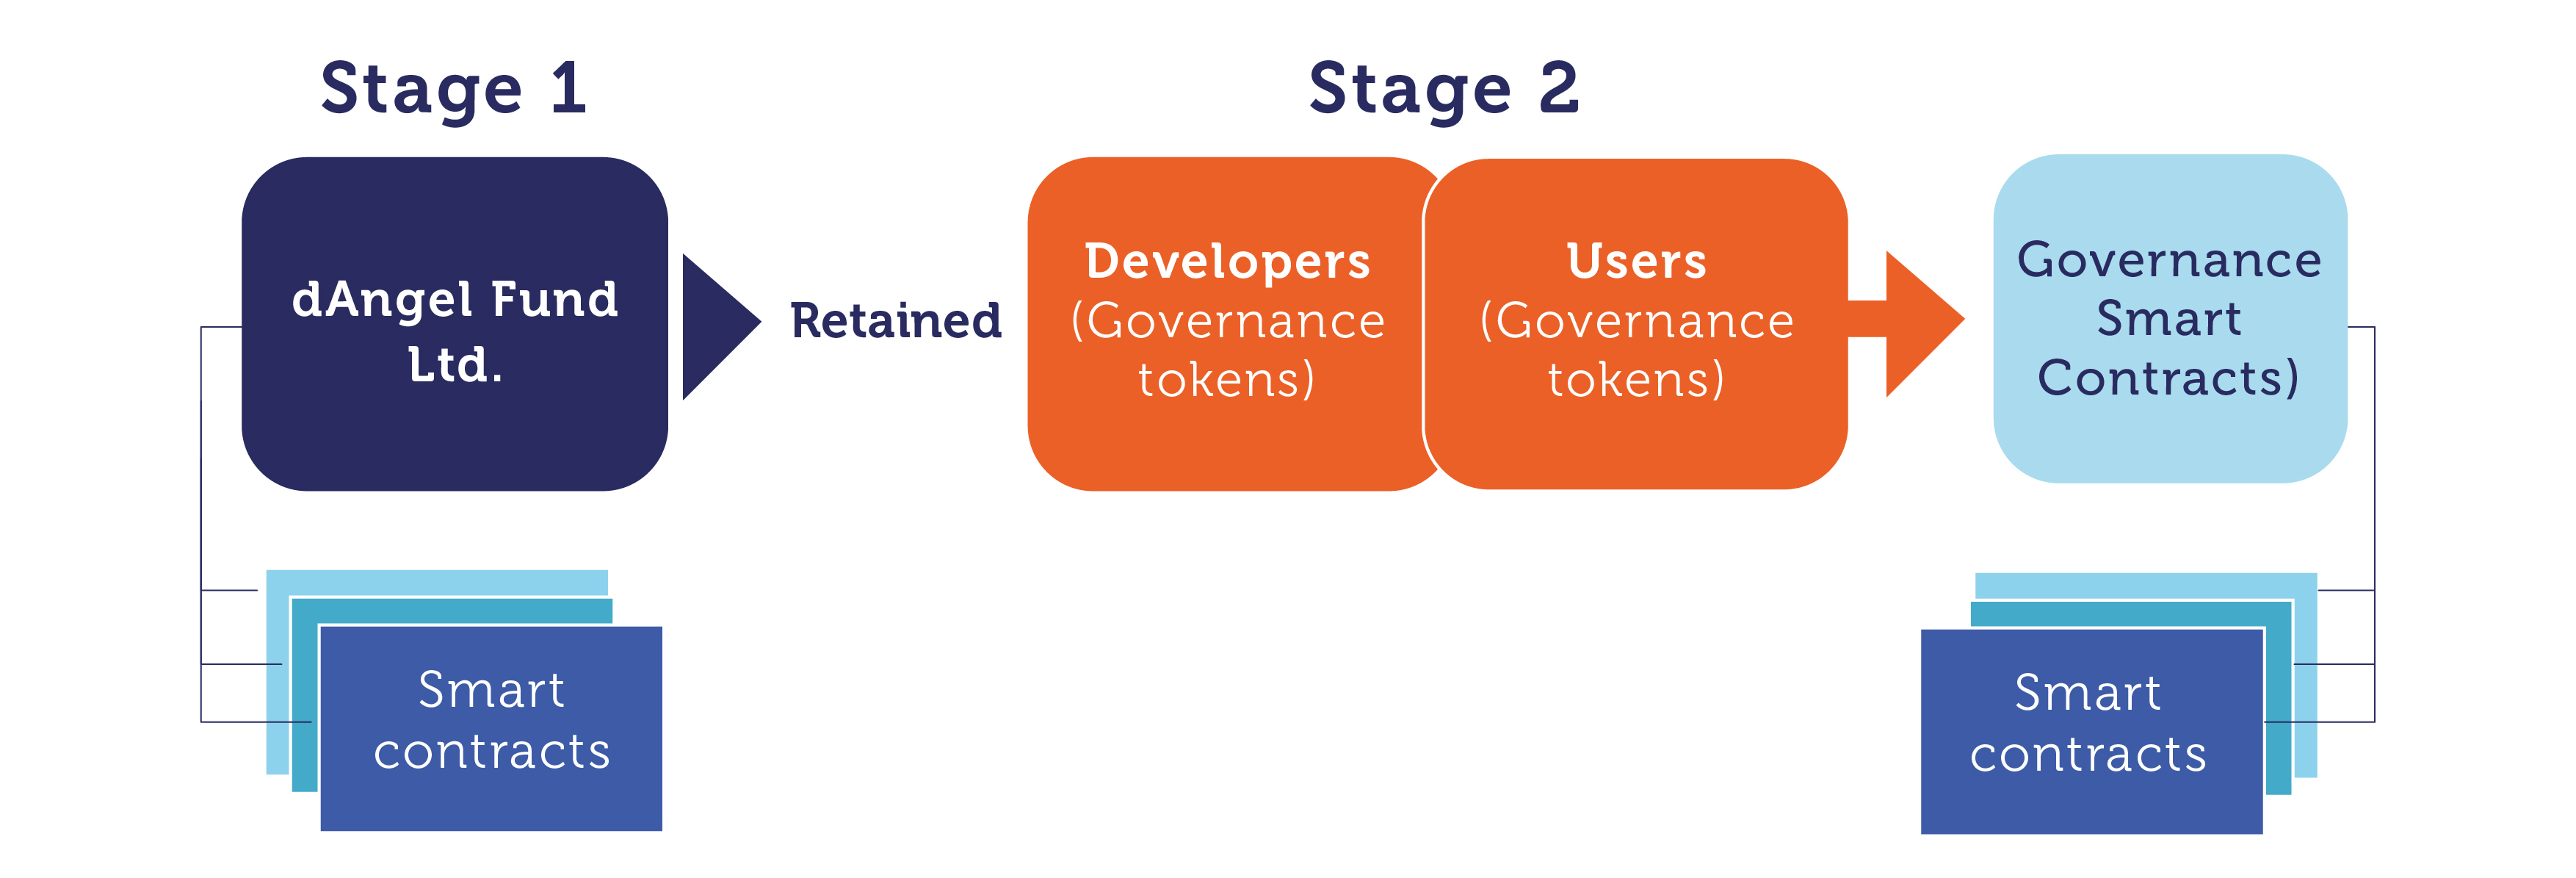 Stage 1
Stage 2
dAngel Fund
Ltd.
Retained
Developers
(Governance
tokens)
Users
(Governance
tokens)
Governance
Smart
Contracts)
Smart
contracts
Smart
contracts